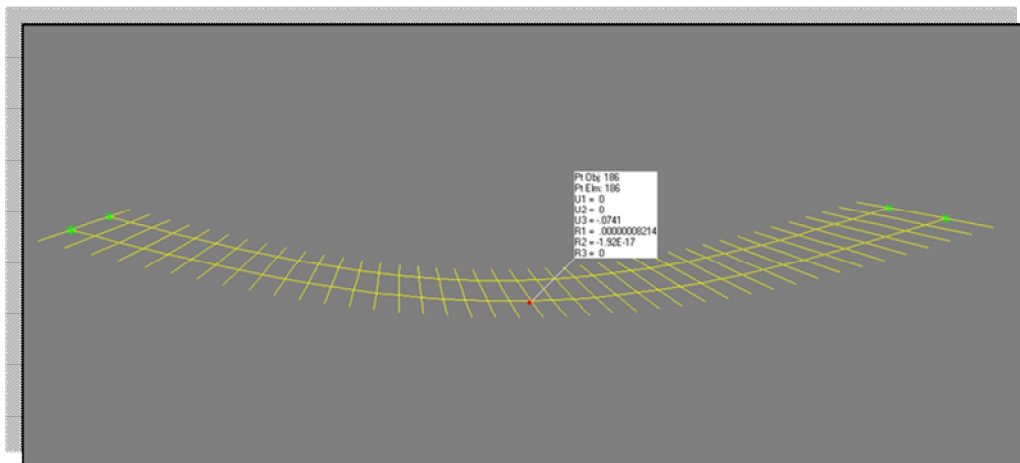 Pt Obj: 186
Pt Elm: 186
U1 = 0
U2 = 0
U3 = -.0741
R1 = .00000008214
R2 = -1.92E-17
R3 = 0